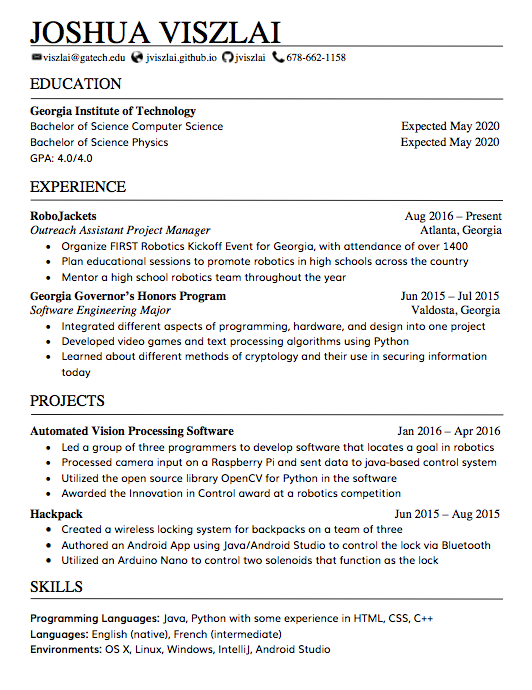 JOSHUA VISZLAI
viszlai@gatech.edu jviszlai.github.io jviszlai 678-662-1158
EDUCATION
Georgia Institute of Technology
Bachelor of Science Computer Science Expected May 2020
Bachelor of Science Physics Expected May 2020
GPA: 4.0/4.0
EXPERIENCE
RoboJackets Aug 2016 – Present
Outreach Assistant Project Manager Atlanta, Georgia
• Organize FIRST Robotics Kickoff Event for Georgia, with attendance of over 1400
• Plan educational sessions to promote robotics in high schools across the country
• Mentor a high school robotics team throughout the year
Georgia Governor's Honors Program Jun 2015 – Jul 2015
Software Engineering Major Valdosta, Georgia
• Integrated different aspects of programming, hardware, and design into one project
• Developed video games and text processing algorithms using Python
• Learned about different methods of cryptology and their use in securing information
today
PROJECTS
Automated Vision Processing Software Jan 2016 – Apr 2016
• Led a group of three programmers to develop software that locates a goal in robotics
• Processed camera input on a Raspberry Pi and sent data to java-based control system
• Utilized the open source library OpenCV for Python in the software
• Awarded the Innovation in Control award at a robotics competition
Hackpack Jun 2015 – Aug 2015
• Created a wireless locking system for backpacks on a team of three
• Authored an Android App using Java/Android Studio to control the lock via Bluetooth
• Utilized an Arduino Nano to control two solenoids that function as the lock
SKILLS
Programming Languages: Java, Python with some experience in HTML, CSS, C++
Languages: English (native), French (intermediate)
Environments: OS X, Linux, Windows, IntelliJ, Android Studio